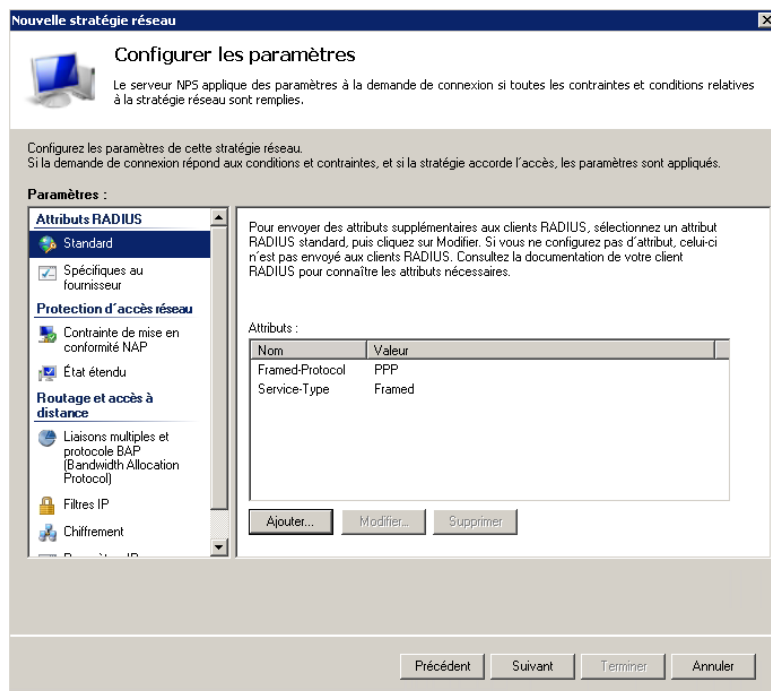 Nouvelle stratégie réseau
Configurer les paramètres
Le serveur NPS applique des paramètres à la demande de connexion si toutes les contraintes et conditions relatives
à la stratégie réseau sont remplies.
Configurez les paramètres de cette stratégie réseau.
Si la demande de connexion répond aux conditions et contraintes, et si la stratégie accorde l'accès, les paramètres sont appliqués.
Paramètres :
Attributs RADIUS
Standard
Spécifiques au
fournisseur
Protection d'accès réseau
Contrainte de mise en
conformité NAP
État étendu
Routage et accès à
distance
Liaisons multiples et
protocole BAP
(Bandwidth Allocation
Protocol)
Filtres IP
Chiffrement
Pour envoyer des attributs supplémentaires aux clients RADIUS, sélectionnez un attribut
RADIUS standard, puis cliquez sur Modifier. Si vous ne configurez pas d'attribut, celui-ci
n'est pas envoyé aux clients RADIUS. Consultez la documentation de votre client
RADIUS pour connaître les attributs nécessaires.
Attributs :
Nom Valeur
Framed-Protocol PPP
Service-Type Framed
Ajouter... Modifier... Supprimer
Précédent Suivant Terminer Annuler